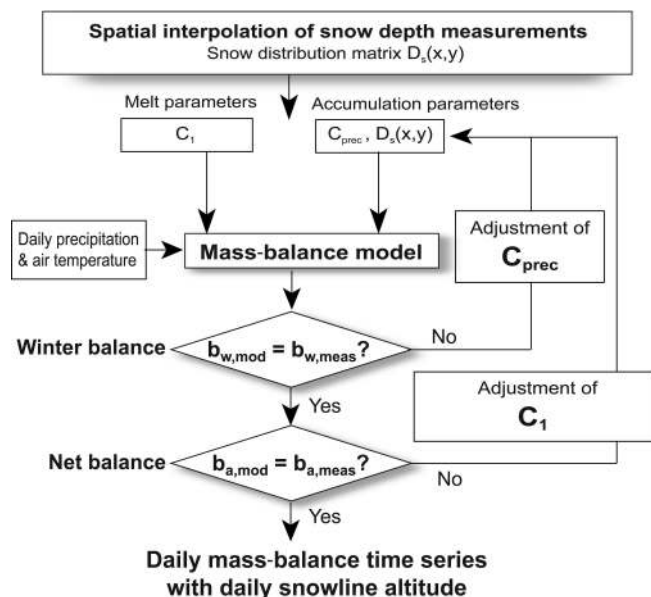 Spatial interpolation of snow depth measurements
Snow distribution matrix Dₛ(x,y)
Melt parameters
Accumulation parameters
C₁
Cprec , Dₛ(x,y)
Daily precipitation
& air temperature
Mass-balance model
Adjustment of
Cprec
Winter balance
bw,mod = bw,meas?
No
Yes
Adjustment of
C₁
Net balance
ba,mod = ba,meas?
No
Yes
Daily mass-balance time series
with daily snowline altitude